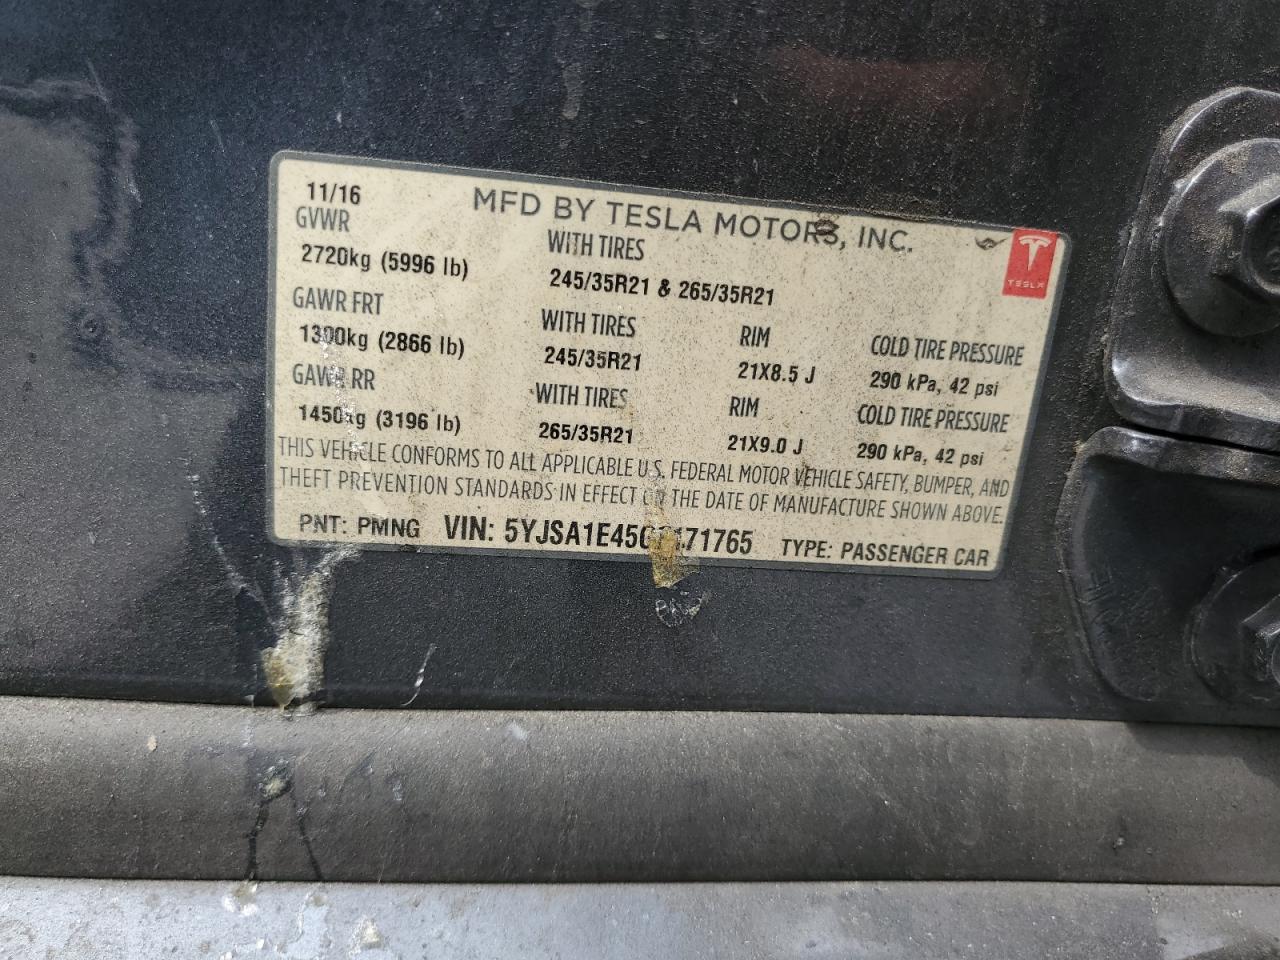 11/16
MFD BY TESLA MOTORS, INC.
TESLA
GVWR
2720kg (5996 lb)
WITH TIRES
245/35R21 & 265/35R21
GAWR FRT
1300kg (2866 lb)
WITH TIRES
245/35R21
RIM
21X8.5 J
COLD TIRE PRESSURE
290 kPa, 42 psi
GAWR RR
1450kg (3196 lb)
WITH TIRES
265/35R21
RIM
21X9.0 J
COLD TIRE PRESSURE
290 kPa, 42 psi
THIS VEHICLE CONFORMS TO ALL APPLICABLE U.S. FEDERAL MOTOR VEHICLE SAFETY, BUMPER, AND
THEFT PREVENTION STANDARDS IN EFFECT ON THE DATE OF MANUFACTURE SHOWN ABOVE.
PNT: PMNG VIN: TYPE: PASSENGER CAR